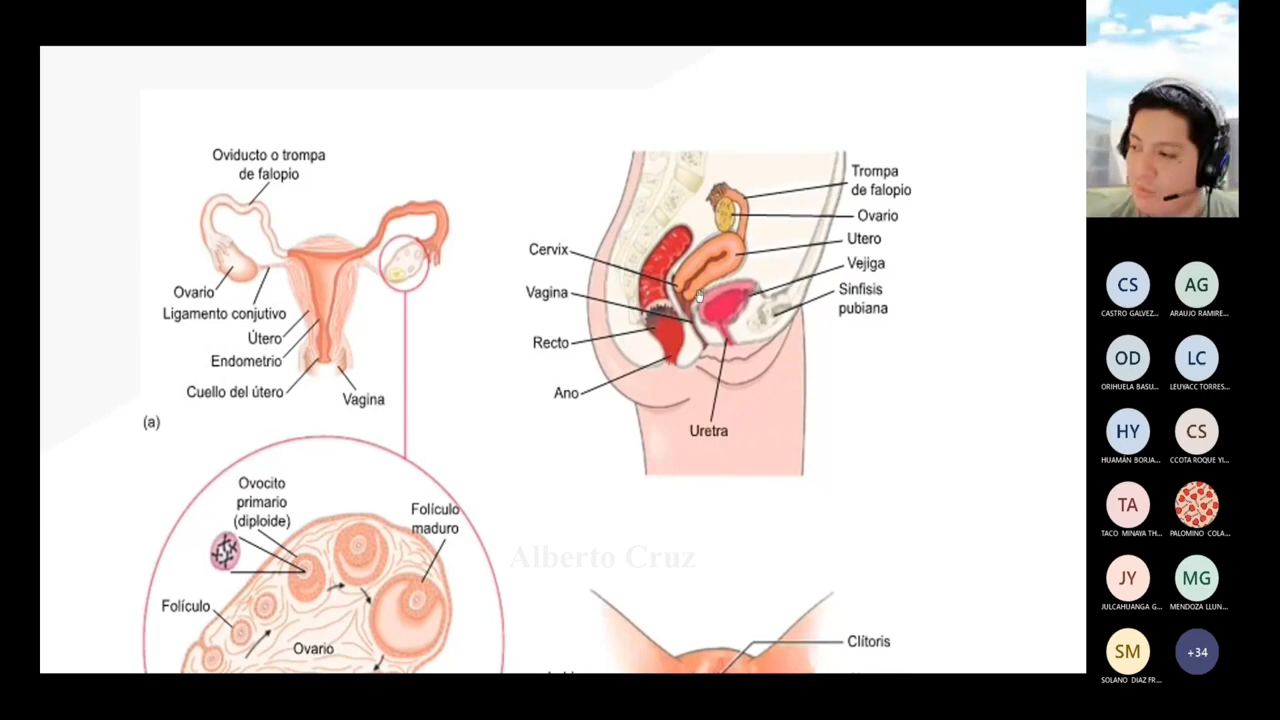 Oviducto o trompa
de falopio
Ovario
Ligamento conjutivo
Útero
Endometrio
Cuello del útero
Vagina
(a)
Trompa
de falopio
Ovario
Utero
Vejiga
Sinfisis
pubiana
Cervix
Vagina
Recto
Ano
Uretra
Ovocito
primario
(diploide)
Folículo
maduro
Folículo
Ovario
Alberto Cruz
Clítoris
CS
CASTRO GALVEZ...
AG
ARAUJO RAMIRE...
OD
ORIHUELA BASU...
LC
LEUYACC TORRES...
HY
HUAMÁN BORJA...
CS
CCOTA ROQUE YI...
TA
TACO MINAYA TH...
PALOMINO COLA...
JY
JULCAHUANGA G...
MG
MENDOZA LLUN...
SM
SOLANO DIAZ FR...
+34